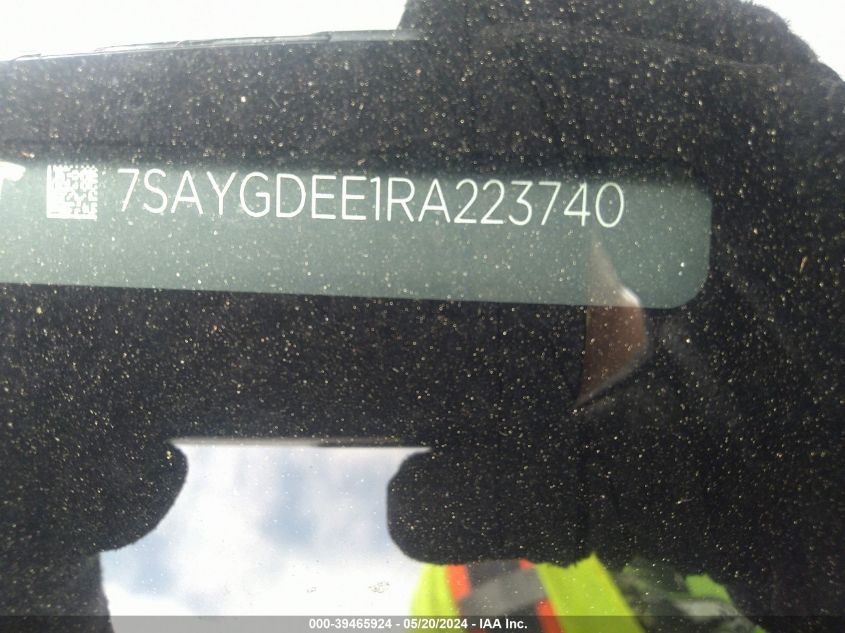 7SAYGDEE1RA223740
000-39465924 - 05/20/2024 - IAA Inc.